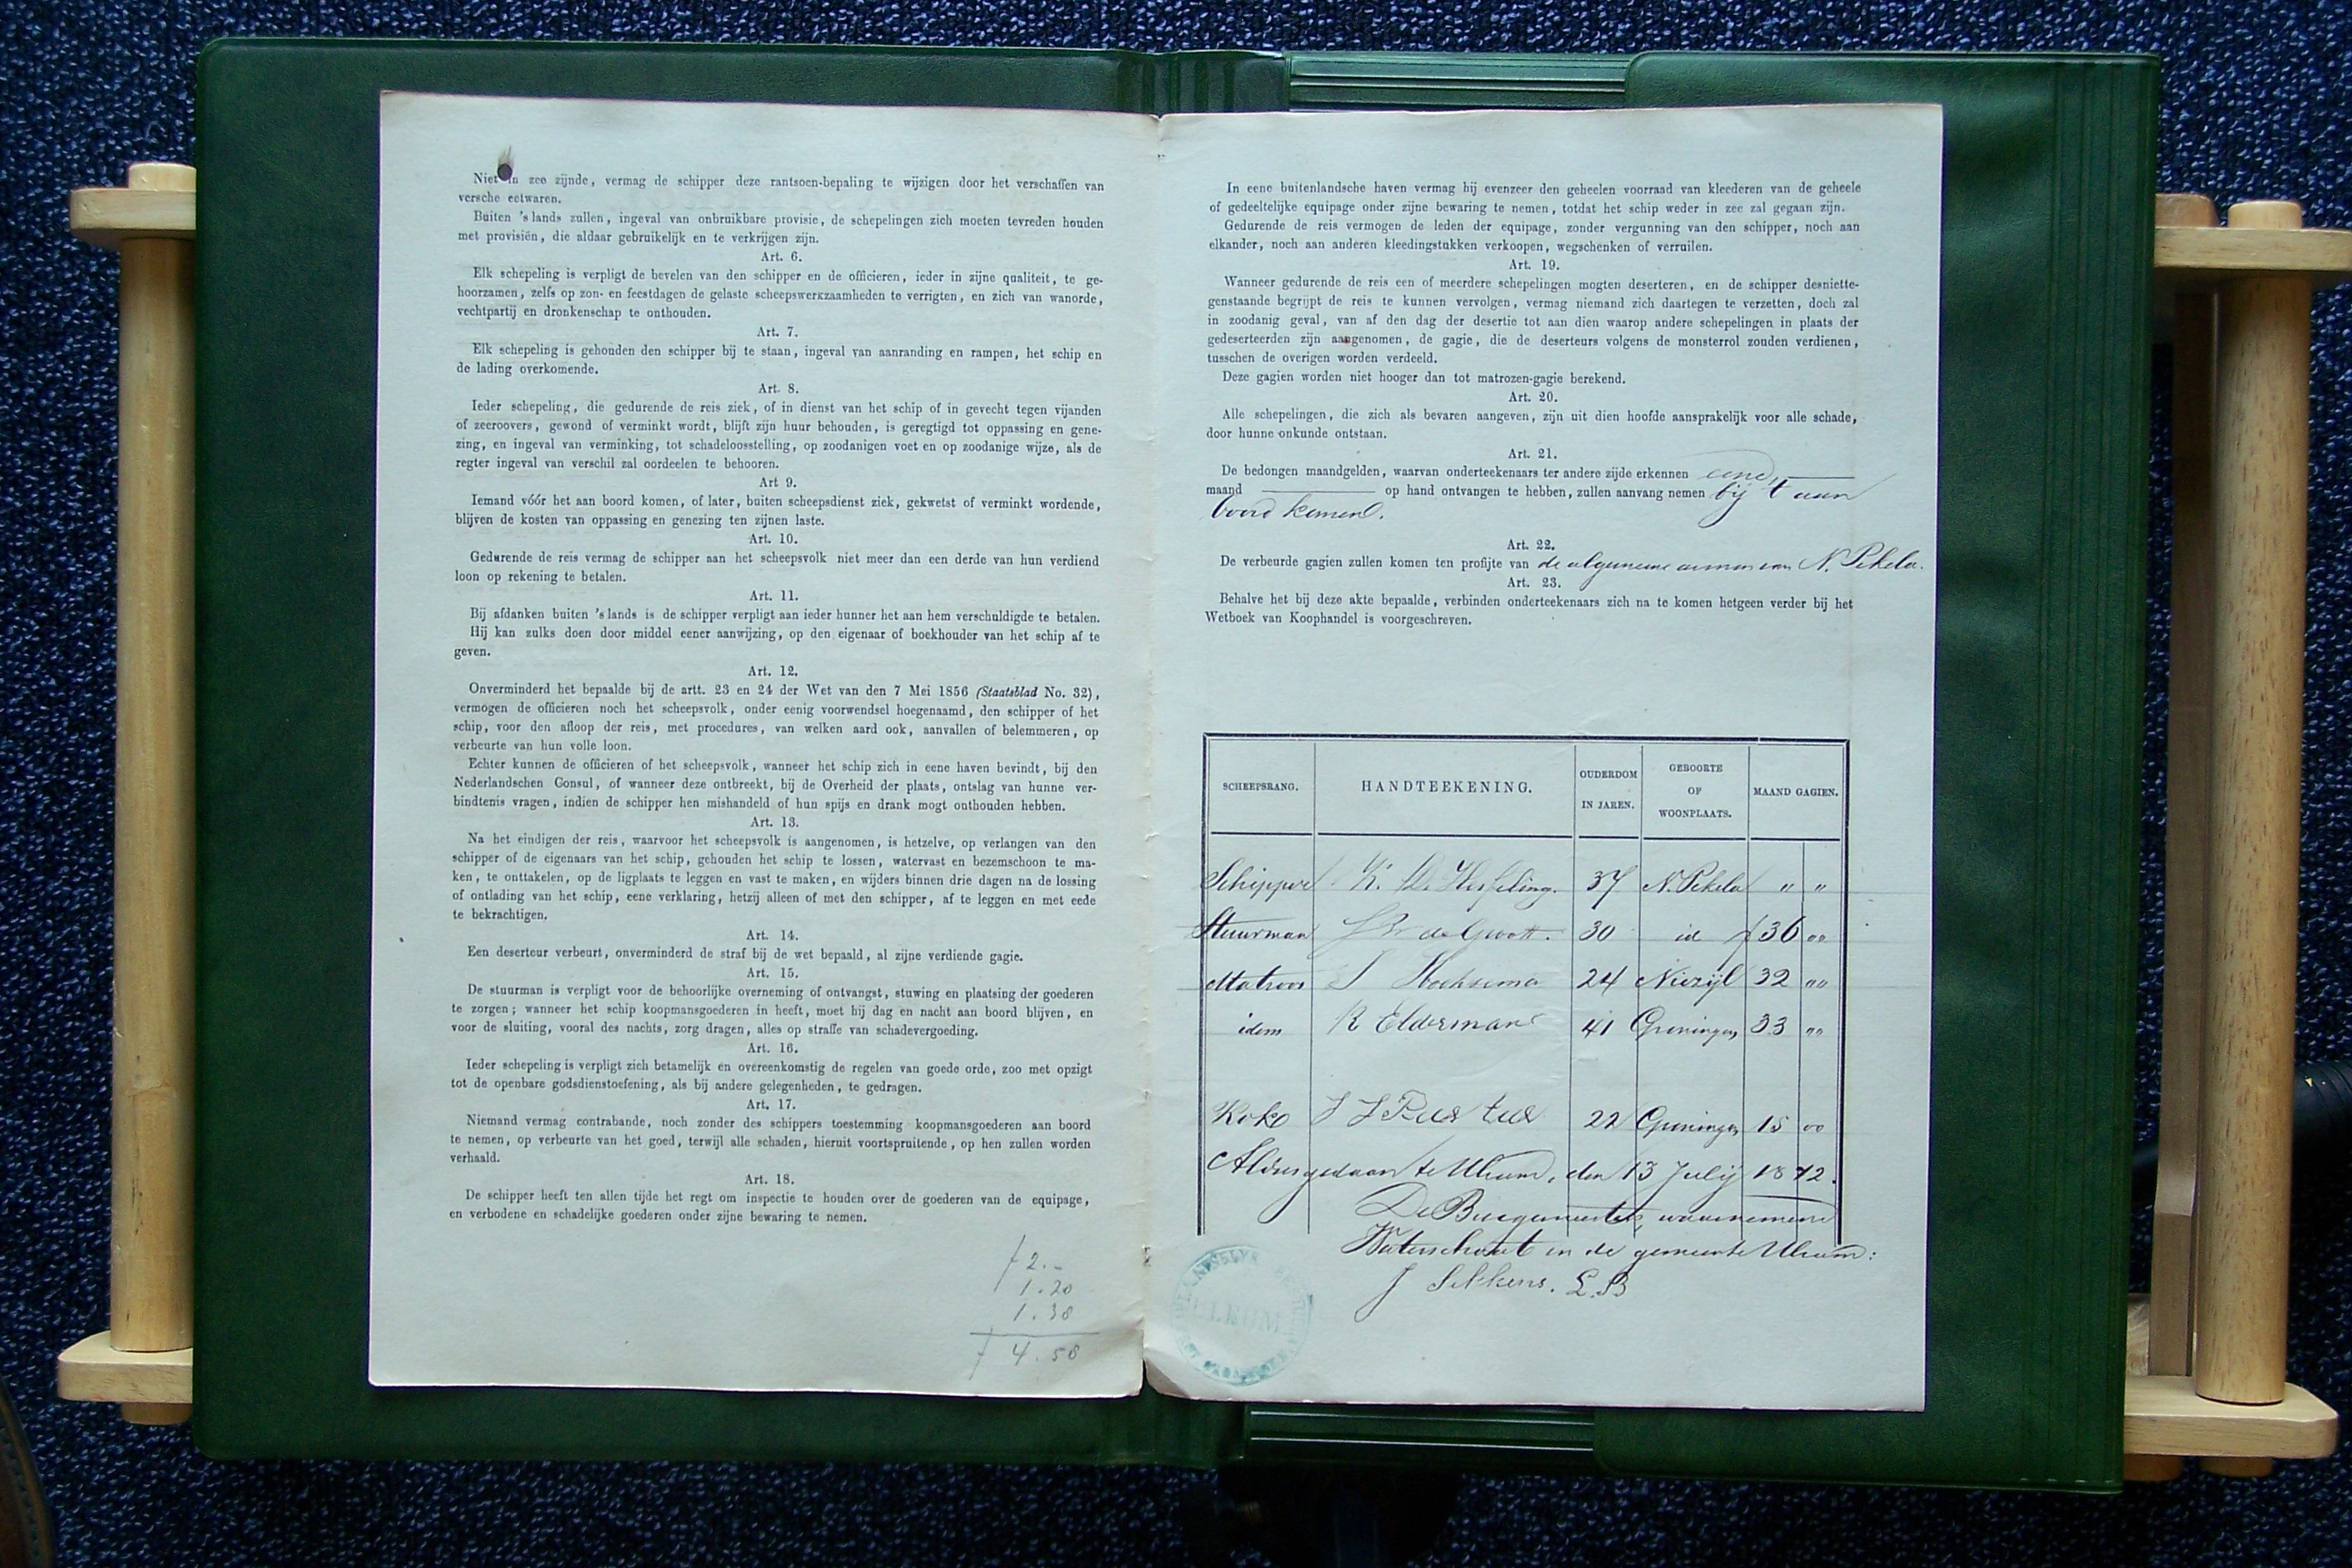 Niet in zee zijnde, vermag de schipper deze rantsoen-bepaling te wijzigen door het verschaffen van
versche eetwaren.
Buiten 's lands zullen, ingeval van onbruikbare provisie, de schepelingen zich moeten tevreden houden
met provisiën, die aldaar gebruikelijk en te verkrijgen zijn.
Art. 6.
Elk schepeling is verpligt de bevelen van den schipper en de officieren, ieder in zijne qualiteit, te ge-
hoorzamen, zelfs op zon- en feestdagen de gelaste scheepswerkzaamheden te verrigten, en zich van wanorde,
vechtpartij en dronkenschap te onthouden.
Art. 7.
Elk schepeling is gehouden den schipper bij te staan, ingeval van aanranding en rampen, het schip en
de lading overkomende.
Art. 8.
Ieder schepeling, die gedurende de reis ziek, of in dienst van het schip of in gevecht tegen vijanden
of zeeroovers, gewond of verminkt wordt, blijft zijn huur behouden, is geregtigd tot oppassing en gene-
zing, en ingeval van verminking, tot schadeloosstelling, op zoodanigen voet en op zoodanige wijze, als de
regter ingeval van verschil zal oordeelen te behooren.
Art 9.
Iemand vóór het aan boord komen, of later, buiten scheepsdienst ziek, gekwetst of verminkt wordende,
blijven de kosten van oppassing en genezing ten zijnen laste.
Art. 10.
Gedurende de reis vermag de schipper aan het scheepsvolk niet meer dan een derde van hun verdiend
loon op rekening te betalen.
Art. 11.
Bij afdanken buiten 's lands is de schipper verpligt aan ieder hunner het aan hem verschuldigde te betalen.
Hij kan zulks doen door middel eener aanwijzing, op den eigenaar of boekhouder van het schip af te
geven.
Art. 12.
Onverminderd het bepaalde bij de artt. 23 en 24 der Wet van den 7 Mei 1856 (Staatsblad No. 32),
vermogen de officieren noch het scheepsvolk, onder eenig voorwendsel hoegenaamd, den schipper of het
schip, voor den afloop der reis, met procedures, van welken aard ook, aanvallen of belemmeren, op
verbeurte van hun volle loon.
Echter kunnen de officieren of het scheepsvolk, wanneer het schip zich in eene haven bevindt, bij den
Nederlandschen Consul, of wanneer deze ontbreekt, bij de Overheid der plaats, ontslag van hunne ver-
bindtenis vragen, indien de schipper hen mishandeld of hun spijs en drank mogt onthouden hebben.
Art. 13.
Na het eindigen der reis, waarvoor het scheepsvolk is aangenomen, is hetzelve, op verlangen van den
schipper of de eigenaars van het schip, gehouden het schip te lossen, watervast en bezemschoon te ma-
ken, te onttakelen, op de ligplaats te leggen en vast te maken, en wijders binnen drie dagen na de lossing
of ontlading van het schip, eene verklaring, hetzij alleen of met den schipper, af te leggen en met eede
te bekrachtigen.
Art. 14.
Een deserteur verbeurt, onverminderd de straf bij de wet bepaald, al zijne verdiende gagie.
Art. 15.
De stuurman is verpligt voor de behoorlijke overneming of ontvangst, stuwing en plaatsing der goederen
te zorgen; wanneer het schip koopmansgoederen in heeft, moet hij dag en nacht aan boord blijven, en
voor de sluiting, vooral des nachts, zorg dragen, alles op straffe van schadevergoeding.
Art. 16.
Ieder schepeling is verpligt zich betamelijk en overeenkomstig de regelen van goede orde, zoo met opzigt
tot de openbare godsdienstoefening, als bij andere gelegenheden, te gedragen.
Art. 17.
Niemand vermag contrabande, noch zonder des schippers toestemming koopmansgoederen aan boord
te nemen, op verbeurte van het goed, terwijl alle schaden, hieruit voortspruitende, op hen zullen worden
verhaald.
Art. 18.
De schipper heeft ten allen tijde het regt om inspectie te houden over de goederen van de equipage,
en verbodene en schadelijke goederen onder zijne bewaring te nemen.
f 2.-
1.20
1.38
f 4.58
In eene buitenlandsche haven vermag hij evenzeer den geheelen voorraad van kleederen van de geheele
of gedeeltelijke equipage onder zijne bewaring te nemen, totdat het schip weder in zee zal gegaan zijn.
Gedurende de reis vermogen de leden der equipage, zonder vergunning van den schipper, noch aan
elkander, noch aan anderen kleedingstukken verkoopen, wegschenken of verruilen.
Art. 19.
Wanneer gedurende de reis een of meerdere schepelingen mogten deserteren, en de schipper desniette-
genstaande begrijpt de reis te kunnen vervolgen, vermag niemand zich daartegen te verzetten, doch zal
in zoodanig geval, van af den dag der desertie tot aan dien waarop andere schepelingen in plaats der
gedeserteerden zijn aangenomen, de gagie, die de deserteurs volgens de monsterrol zouden verdienen,
tusschen de overigen worden verdeeld.
Deze gagien worden niet hooger dan tot matrozen-gagie berekend.
Art. 20.
Alle schepelingen, die zich als bevaren aangeven, zijn uit dien hoofde aansprakelijk voor alle schade,
door hunne onkunde ontstaan.
Art. 21.
De bedongen maandgelden, waarvan onderteekenaars ter andere zijde erkennen eene
maand op hand ontvangen te hebben, zullen aanvang nemen bij 't aan
boord komen.
Art. 22.
De verbeurde gagien zullen komen ten profijte van de algemeene armen van N. Pekela.
Art. 23.
Behalve het bij deze akte bepaalde, verbinden onderteekenaars zich na te komen hetgeen verder bij het
Wetboek van Koophandel is voorgeschreven.
SCHEEPSRANG. HANDTEEKENING. OUDERDOM IN JAREN. GEBOORTE OF WOONPLAATS. MAAND GAGIEN.
Schipper K. D. Hesseling. 37 N. Pekela " "
Stuurman de Groot. 30 id f 36 00
Matroos Hoeksema 24 Niezijl 32 ""
idem R Elderman 41 Groningen 33 ""
Kok J J 22 Groningen 15 00
Aldus gedaan te Ulrum, den 13 Julij 1872.
De Burgemeester, waarnemend
Waterschout in de gemeente Ulrum:
J Sekkens. L.B
ULRUM